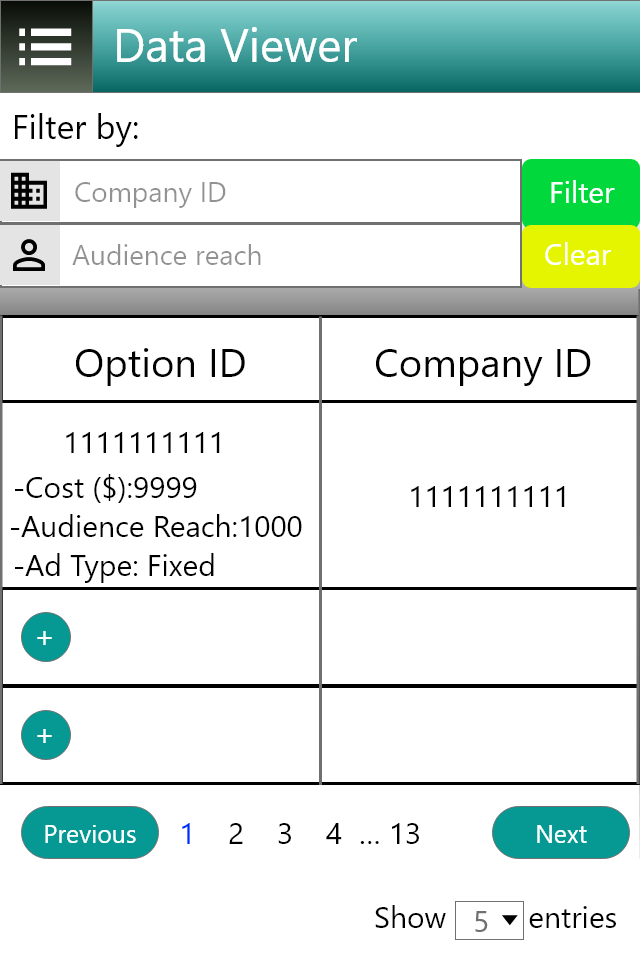 Data Viewer
Filter by:
Company ID
Filter
Audience reach
Clear
Option ID
Company ID
1111111111
-Cost ($):9999
-Audience Reach:1000
-Ad Type: Fixed
1111111111
+
+
Previous 1 2 3 4 ... 13 Next
Show 5 entries